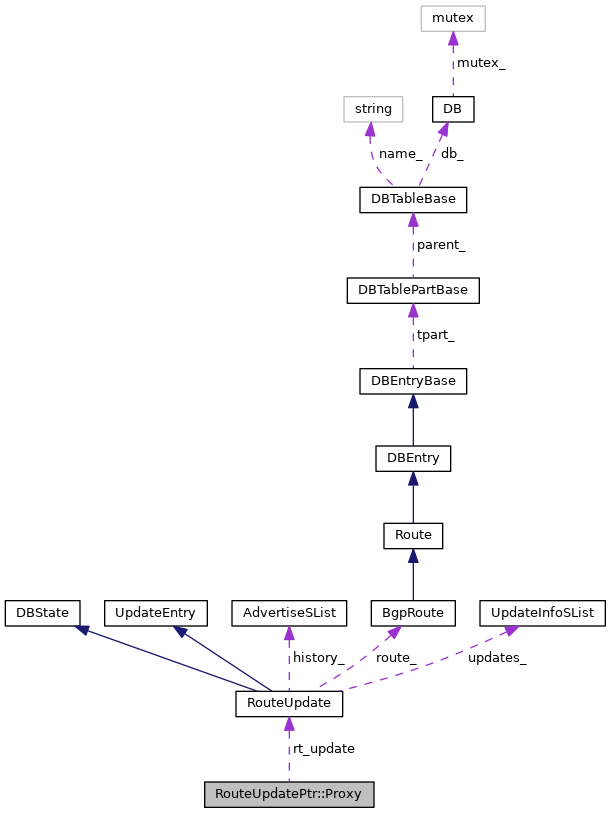 mutex
mutex_
string
DB
name_
db_
DBTableBase
parent_
DBTablePartBase
tpart_
DBEntryBase
DBEntry
Route
DBState
UpdateEntry
AdvertiseSList
BgpRoute
UpdateInfoSList
history_
route_
updates_
RouteUpdate
rt_update
RouteUpdatePtr::Proxy